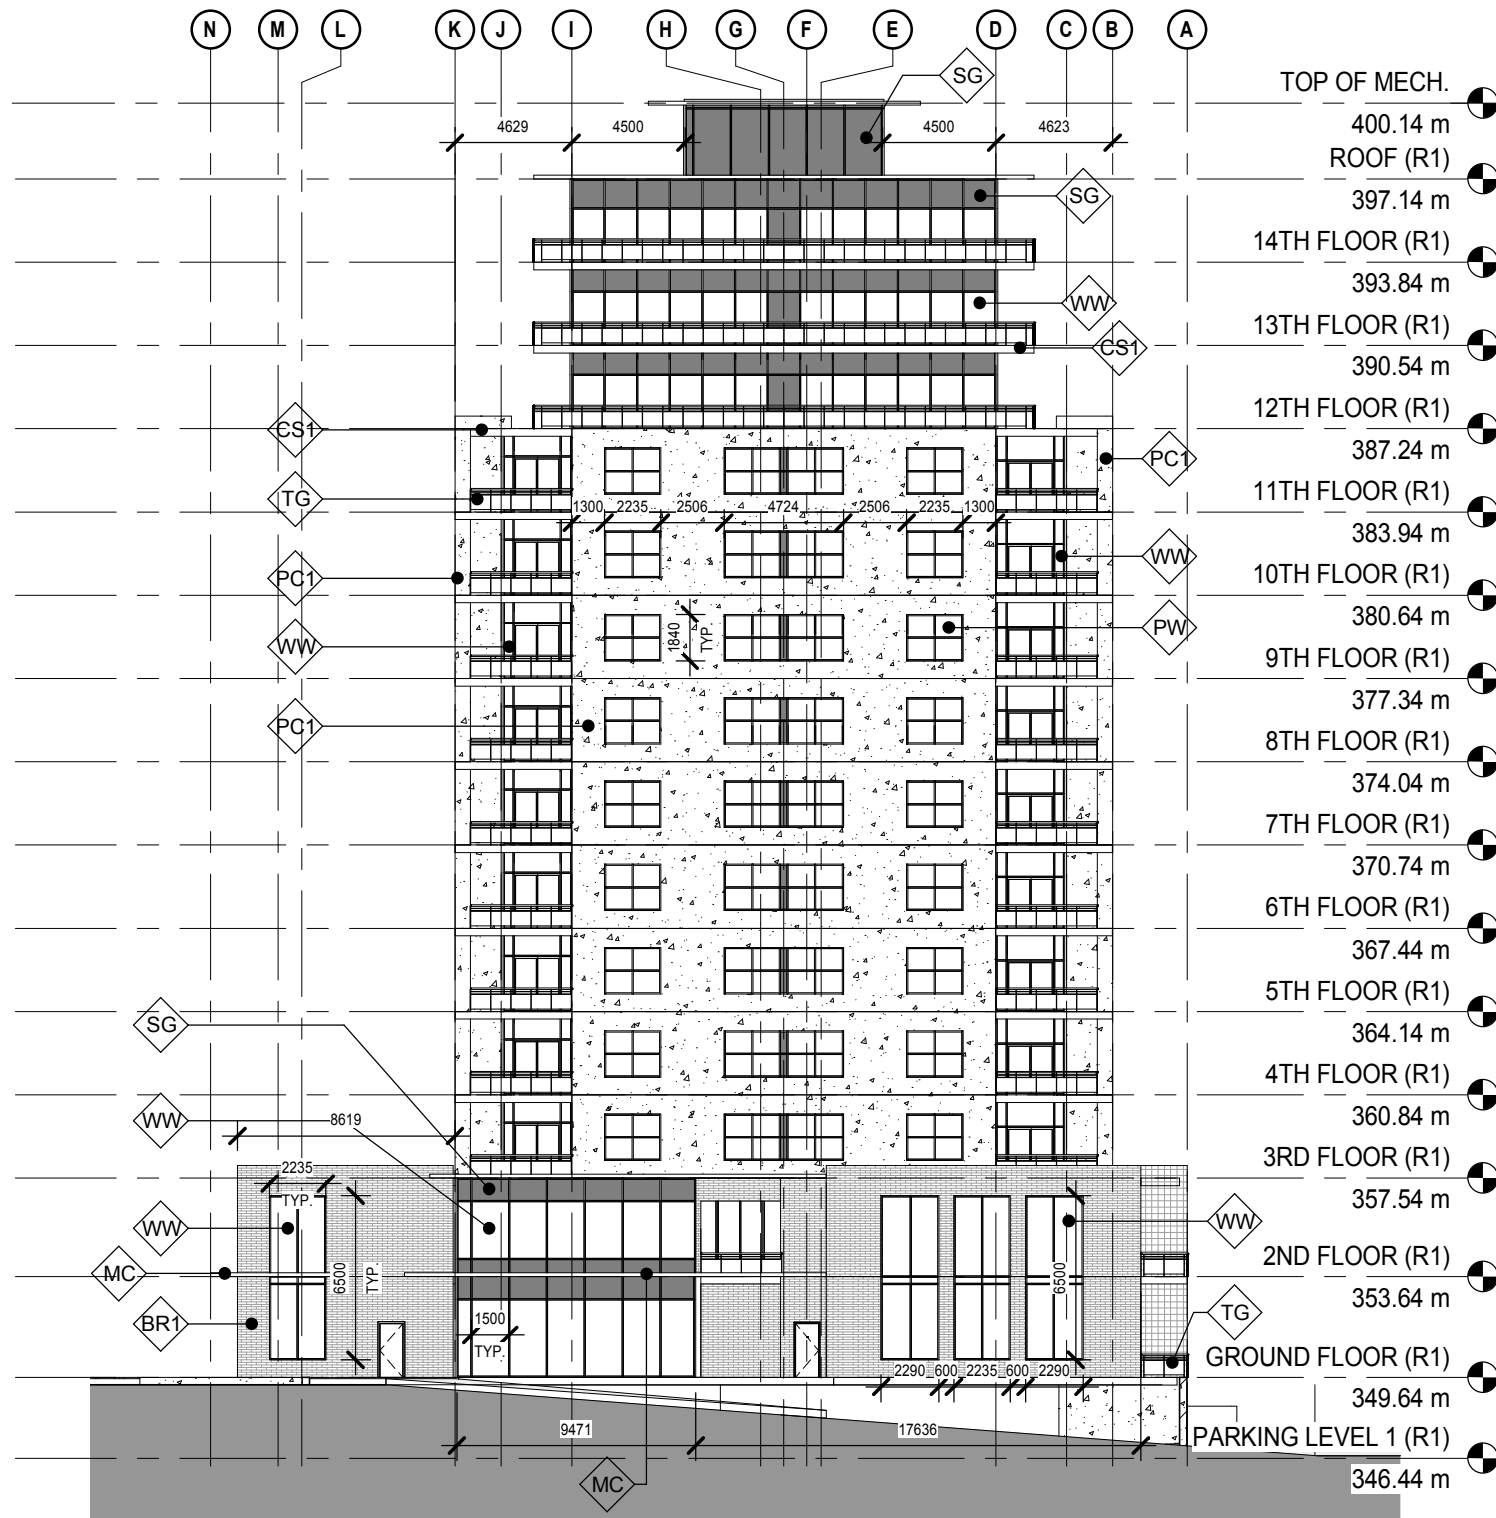 N M L K J I H G F E D C B A
SG
TOP OF MECH.
400.14 m
4629 4500 4500 4623
ROOF (R1)
397.14 m
SG
14TH FLOOR (R1)
393.84 m
WW
13TH FLOOR (R1)
390.54 m
CS1
12TH FLOOR (R1)
387.24 m
CS1
PC1
11TH FLOOR (R1)
383.94 m
TG
1300 2235 2506 4724 2506 2235 1300
WW
10TH FLOOR (R1)
380.64 m
PC1
1840
TYP.
PW
WW
9TH FLOOR (R1)
377.34 m
PC1
8TH FLOOR (R1)
374.04 m
7TH FLOOR (R1)
370.74 m
6TH FLOOR (R1)
367.44 m
5TH FLOOR (R1)
364.14 m
SG
4TH FLOOR (R1)
360.84 m
WW
8619
3RD FLOOR (R1)
357.54 m
2235
TYP.
WW
WW
2ND FLOOR (R1)
353.64 m
MC
6500
TYP.
6500
BR1
1500
TYP.
TG
GROUND FLOOR (R1)
349.64 m
2290 600 2235 600 2290
9471 17636
PARKING LEVEL 1 (R1)
346.44 m
MC